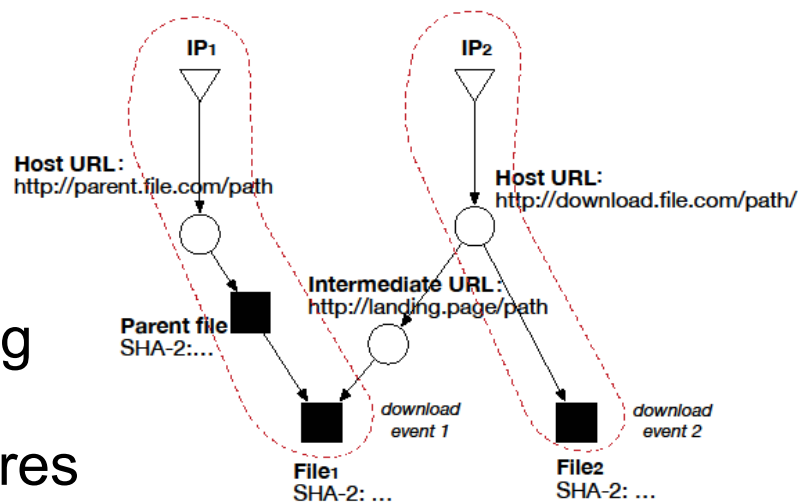 IP1
IP2
Host URL:
http://parent.file.com/path
Host URL:
http://download.file.com/path/
Intermediate URL:
http://landing.page/path
Parent file
SHA-2:...
g
download
event 1
download
event 2
res
File1
SHA-2: ...
File2
SHA-2: ...